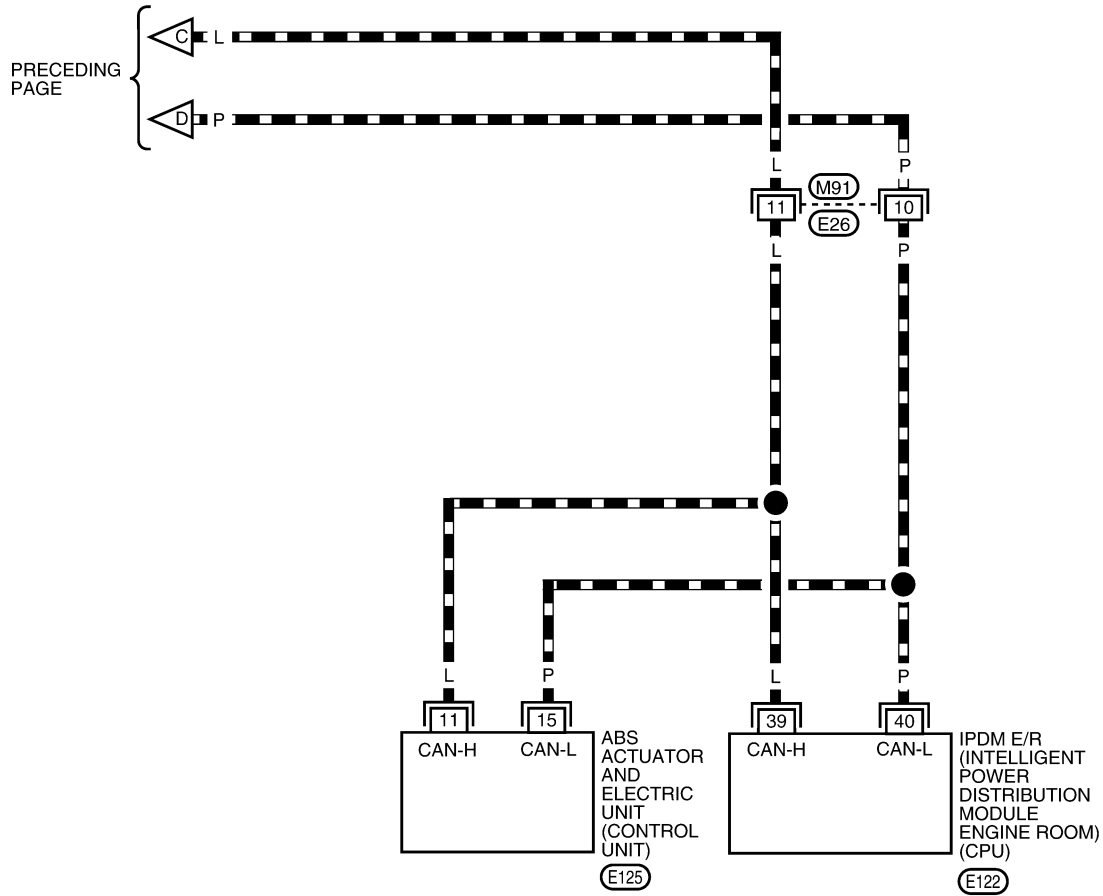 PRECEDING
PAGE
C L
D P
L
P
M91
11
10
E26
L
P
L
P
L
P
11
15
39
40
CAN-H
CAN-L
CAN-H
CAN-L
ABS
ACTUATOR
AND
ELECTRIC
UNIT
(CONTROL
UNIT)
E125
IPDM E/R
(INTELLIGENT
POWER
DISTRIBUTION
MODULE
ENGINE ROOM)
(CPU)
E122